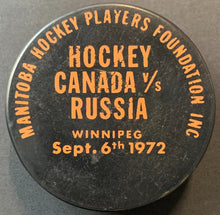 MANITOBA HOCKEY PLAYERS FOUNDATION INC
HOCKEY
CANADA v/s
RUSSIA
WINNIPEG
Sept. 6th 1972